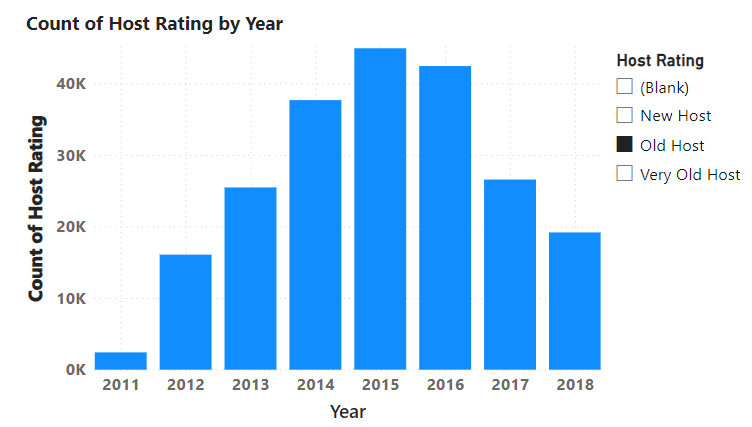 Count of Host Rating by Year
Count of Host Rating
40K
30K
20K
10K
0K
2011 2012 2013 2014 2015 2016 2017 2018
Year
Host Rating
(Blank)
New Host
Old Host
Very Old Host